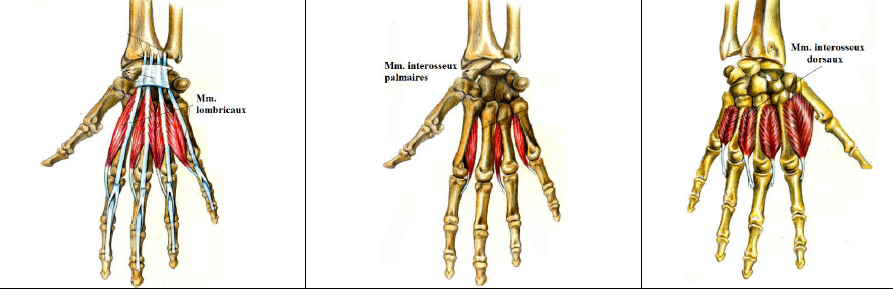 Mm.
lombricaux
Mm. interosseux
palmaires
Mm. interosseux
dorsaux